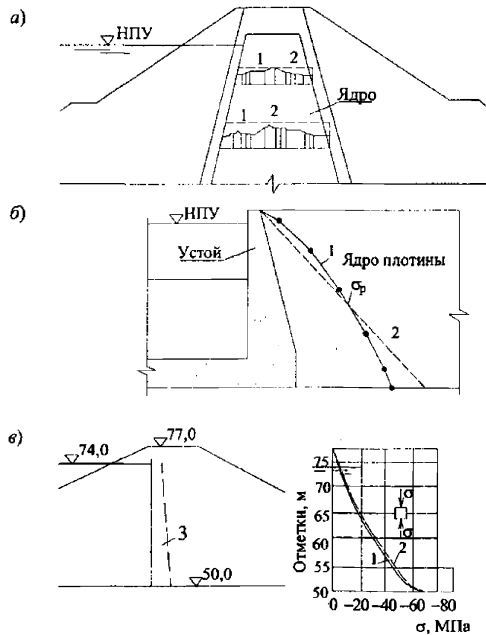 а)
НПУ
1
2
1
2
Ядро
б)
НПУ
Устой
1
Ядро плотины
σр
2
в)
77,0
74,0
3
50,0
Отметки, м
75
70
65
60
55
50
σ
σ
1
2
0 −20 −40 −60 −80
σ, МПа